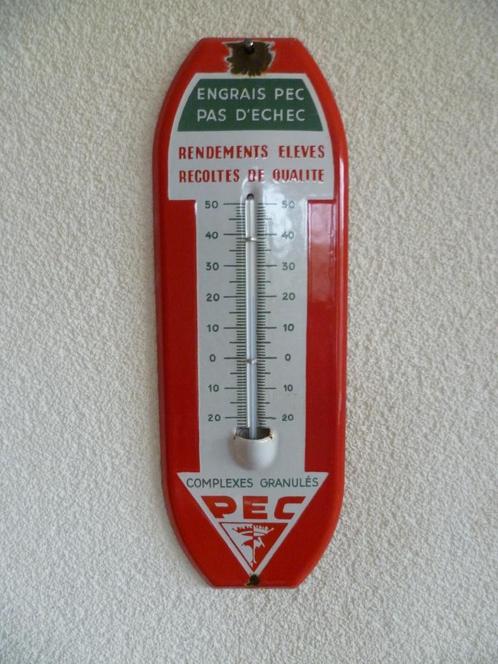 ENGRAIS PEC
PAS D'ECHEC
RENDEMENTS ELEVES
RECOLTES DE QUALITE
50 50
40 40
30 30
20 20
10 10
0 0
10 10
20 20
COMPLEXES GRANULÉS
PEC